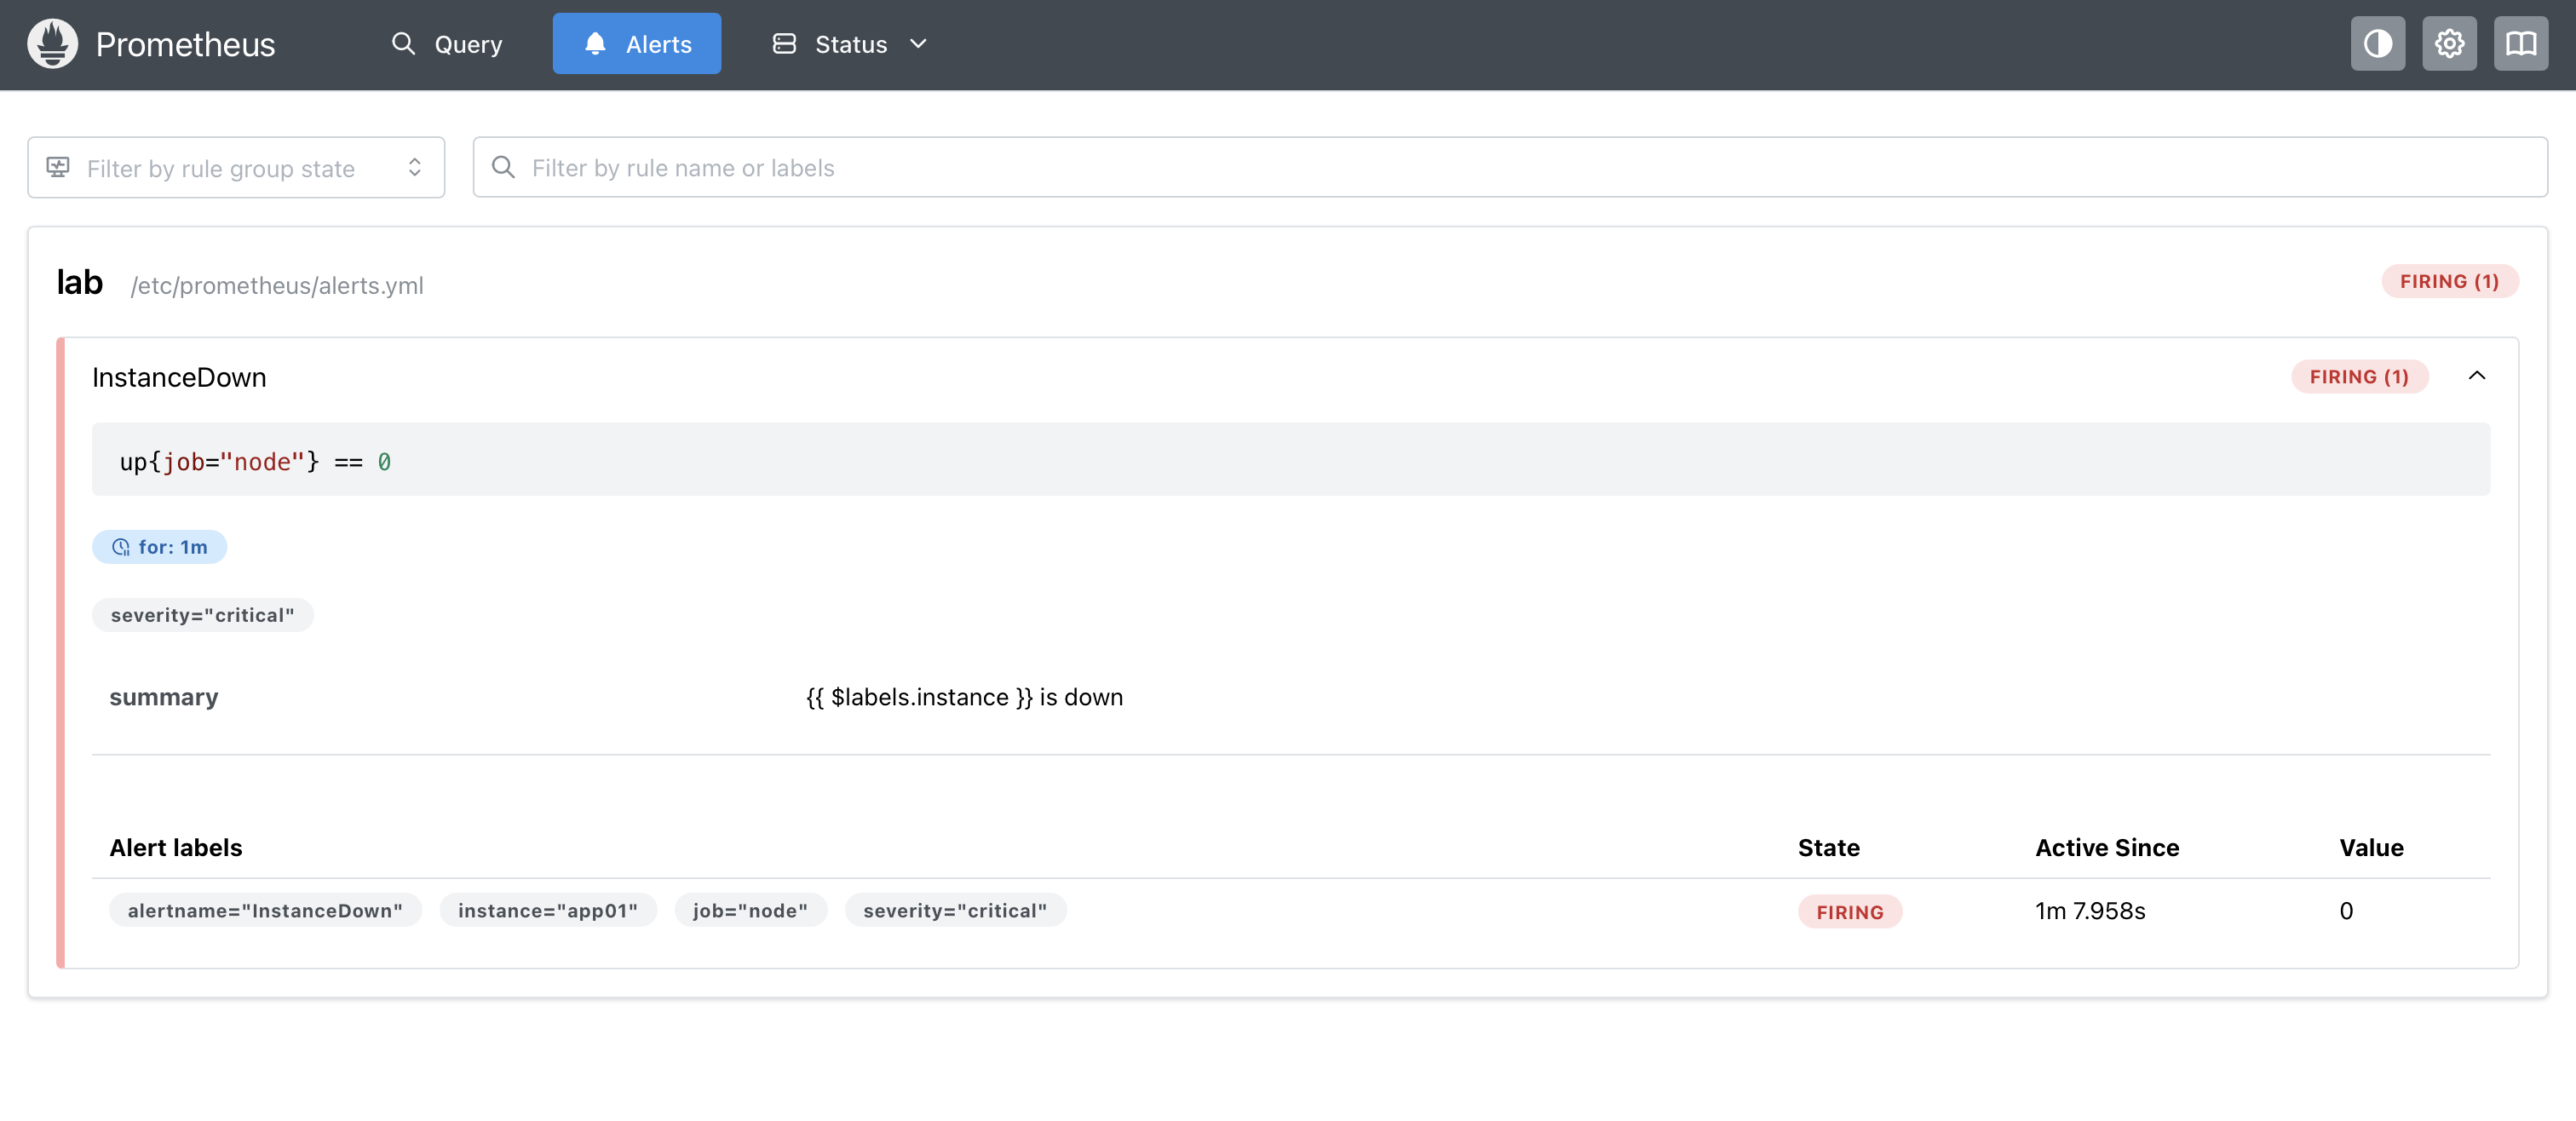 Prometheus Query Alerts Status
Filter by rule group state Filter by rule name or labels
lab /etc/prometheus/alerts.yml FIRING (1)
InstanceDown FIRING (1)
up{job="node"} == 0
for: 1m
severity="critical"
summary {{ $labels.instance }} is down
Alert labels State Active Since Value
alertname="InstanceDown" instance="app01" job="node" severity="critical" FIRING 1m 7.958s 0